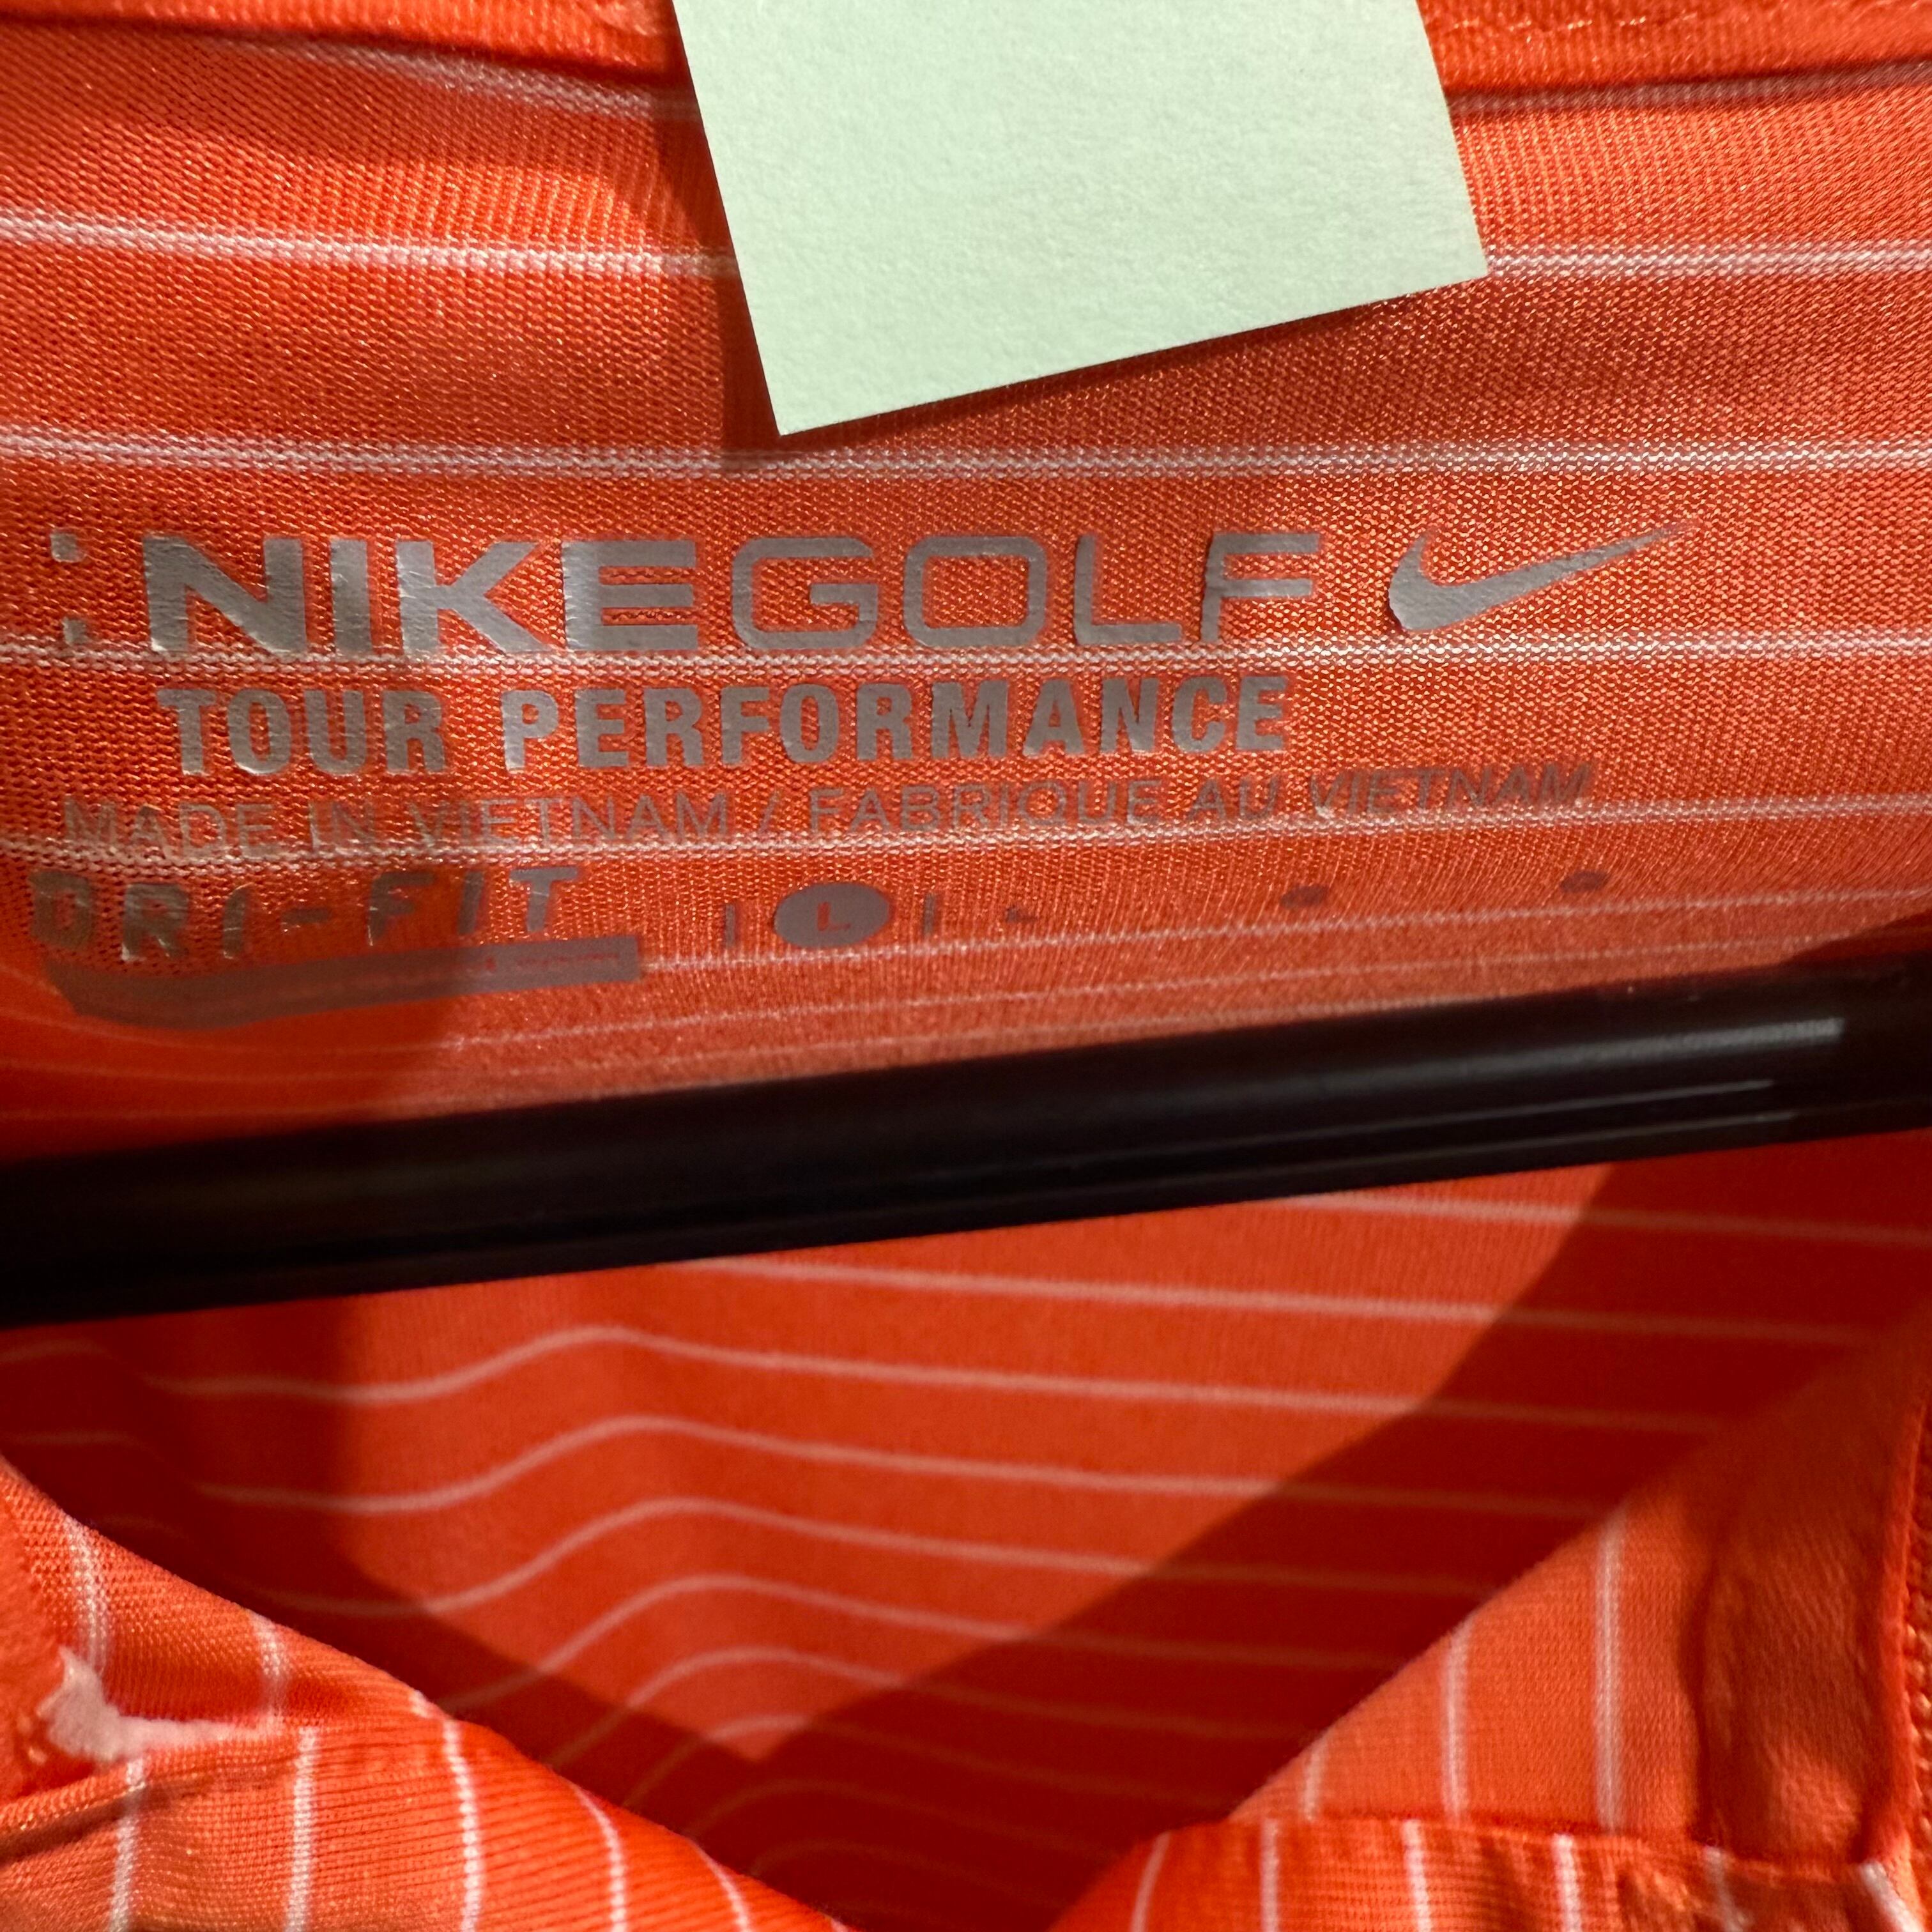 NIKEGOLF
TOUR PERFORMANCE
MADE IN VIETNAM / FABRIQUE AU VIETNAM
DRI-FIT | L |